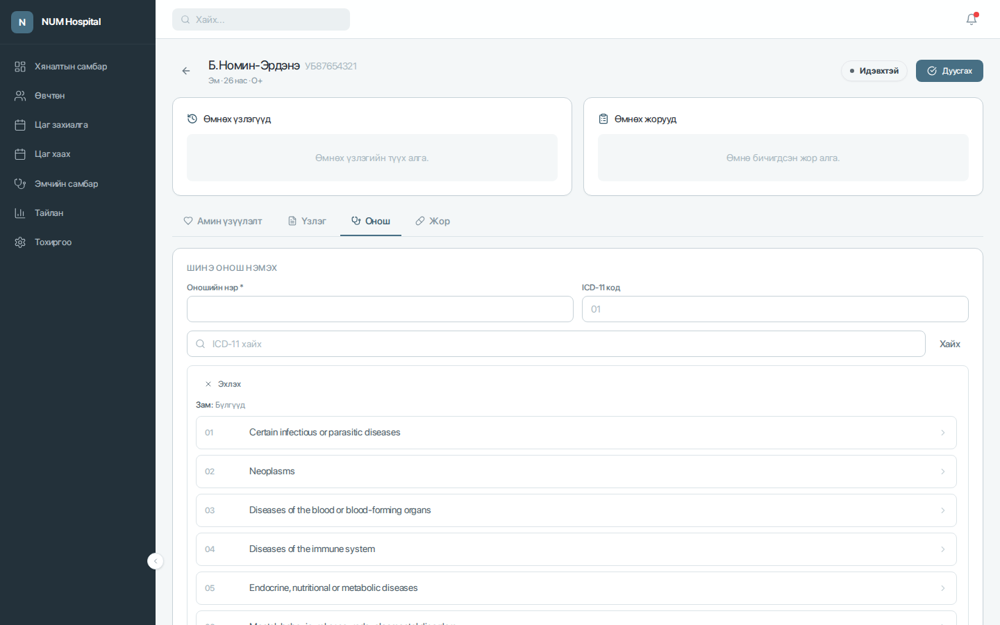 N NUM Hospital
Хайх...
Хяналтын самбар
Өвчтөн
Цаг захиалга
Цаг хаах
Эмчийн самбар
Тайлан
Тохиргоо
Б.Номин-Эрдэнэ УБ87654321
Эм · 26 нас · O+
Идэвхтэй
Дуусгах
Өмнөх үзлэгүүд
Өмнөх үзлэгийн түүх алга.
Өмнөх жорууд
Өмнө бичигдсэн жор алга.
Амин үзүүлэлт
Үзлэг
Онош
Жор
ШИНЭ ОНОШ НЭМЭХ
Оношийн нэр *
ICD-11 код
01
ICD-11 хайх
Хайх
Эхлэх
Зам: Бүлгүүд
01 Certain infectious or parasitic diseases
02 Neoplasms
03 Diseases of the blood or blood-forming organs
04 Diseases of the immune system
05 Endocrine, nutritional or metabolic diseases